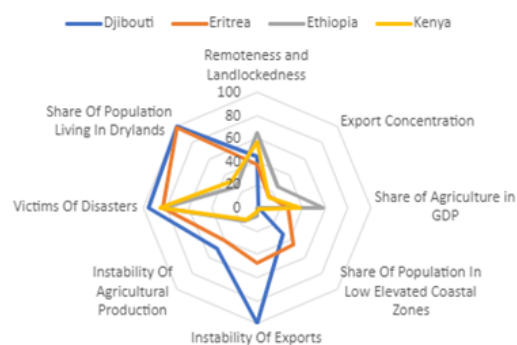 Djibouti Eritrea Ethiopia Kenya
Remoteness and
Landlockedness
100
80
60
40
20
0
Export Concentration
Share of Agriculture in
GDP
Share Of Population In
Low Elevated Coastal
Zones
Instability Of Exports
Instability Of
Agricultural
Production
Victims Of Disasters
Share Of Population
Living In Drylands